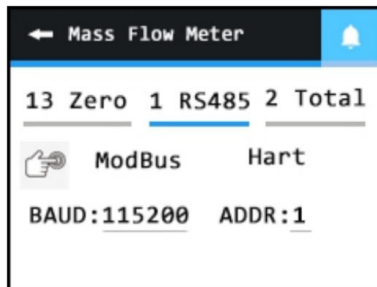 Mass Flow Meter
13 Zero 1 RS485 2 Total
ModBus Hart
BAUD:115200 ADDR:1